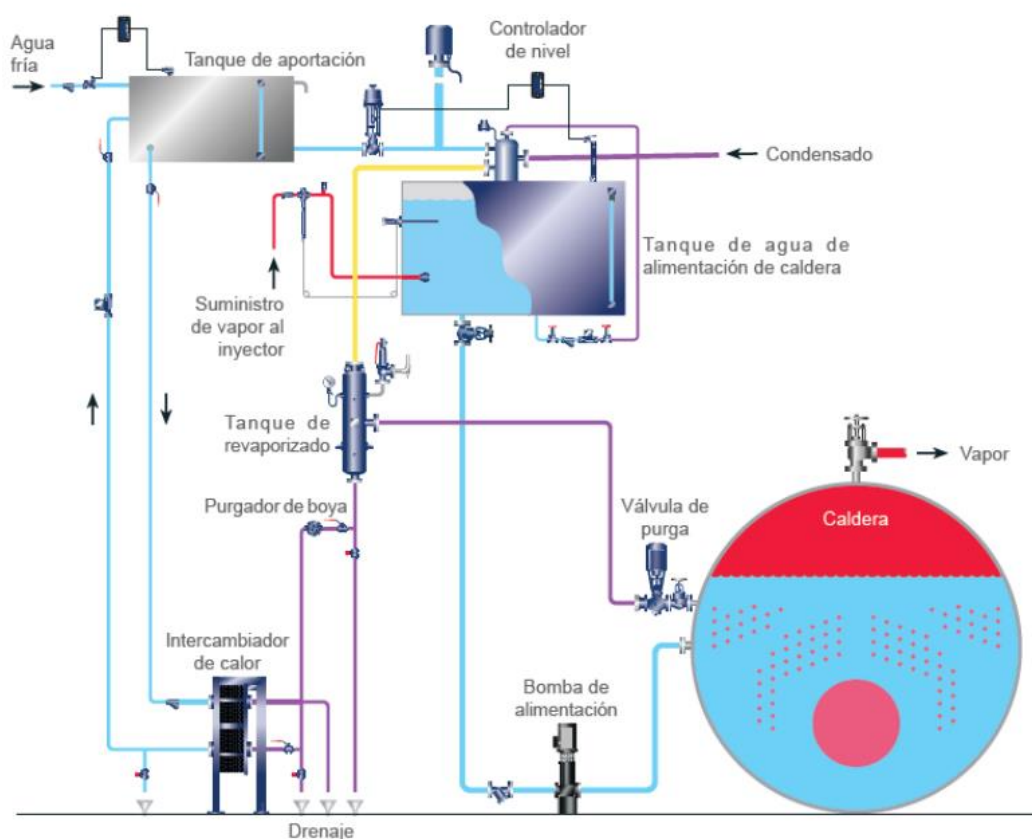 Agua
fría
Tanque de aportación
Controlador
de nivel
Condensado
Tanque de agua de
alimentación de caldera
Suministro
de vapor al
inyector
Tanque de
revaporizado
Vapor
Purgador de boya
Válvula de
purga
Caldera
Intercambiador
de calor
Bomba de
alimentación
Drenaje